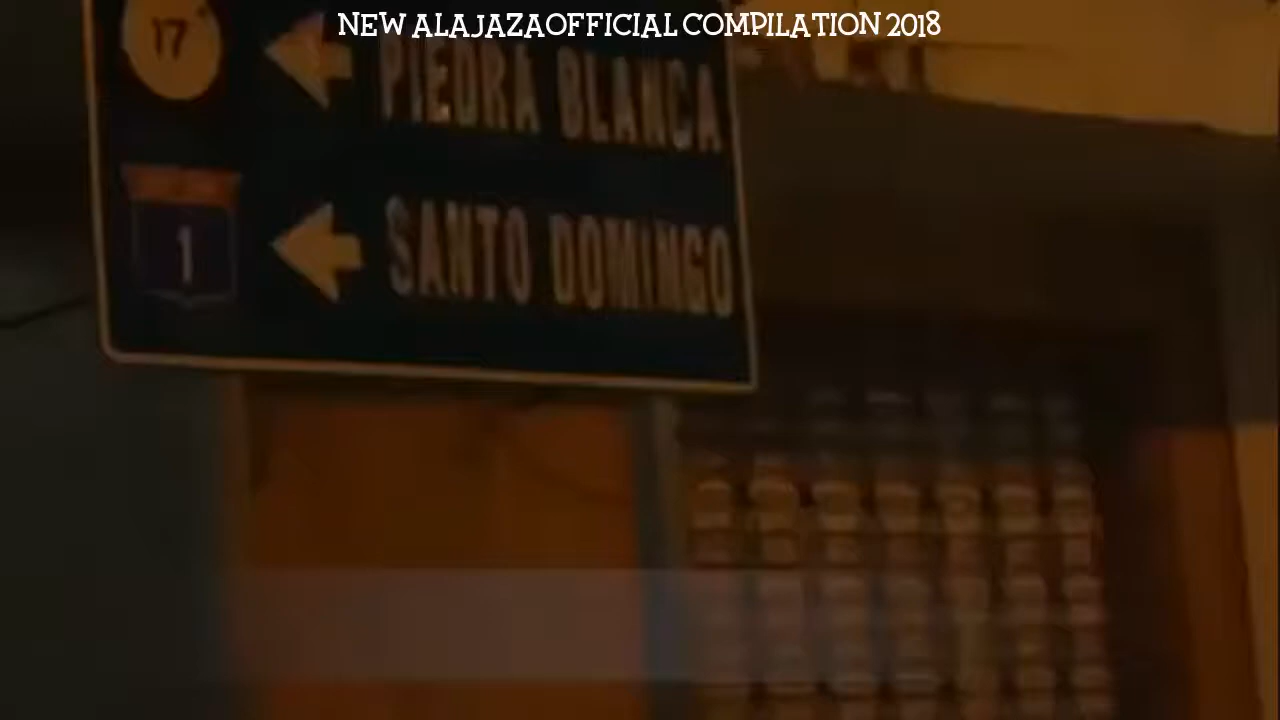 NEW ALAJAZAOFFICIAL COMPILATION 2018
17 PIEDRA BLANCA
1 SANTO DOMINGO